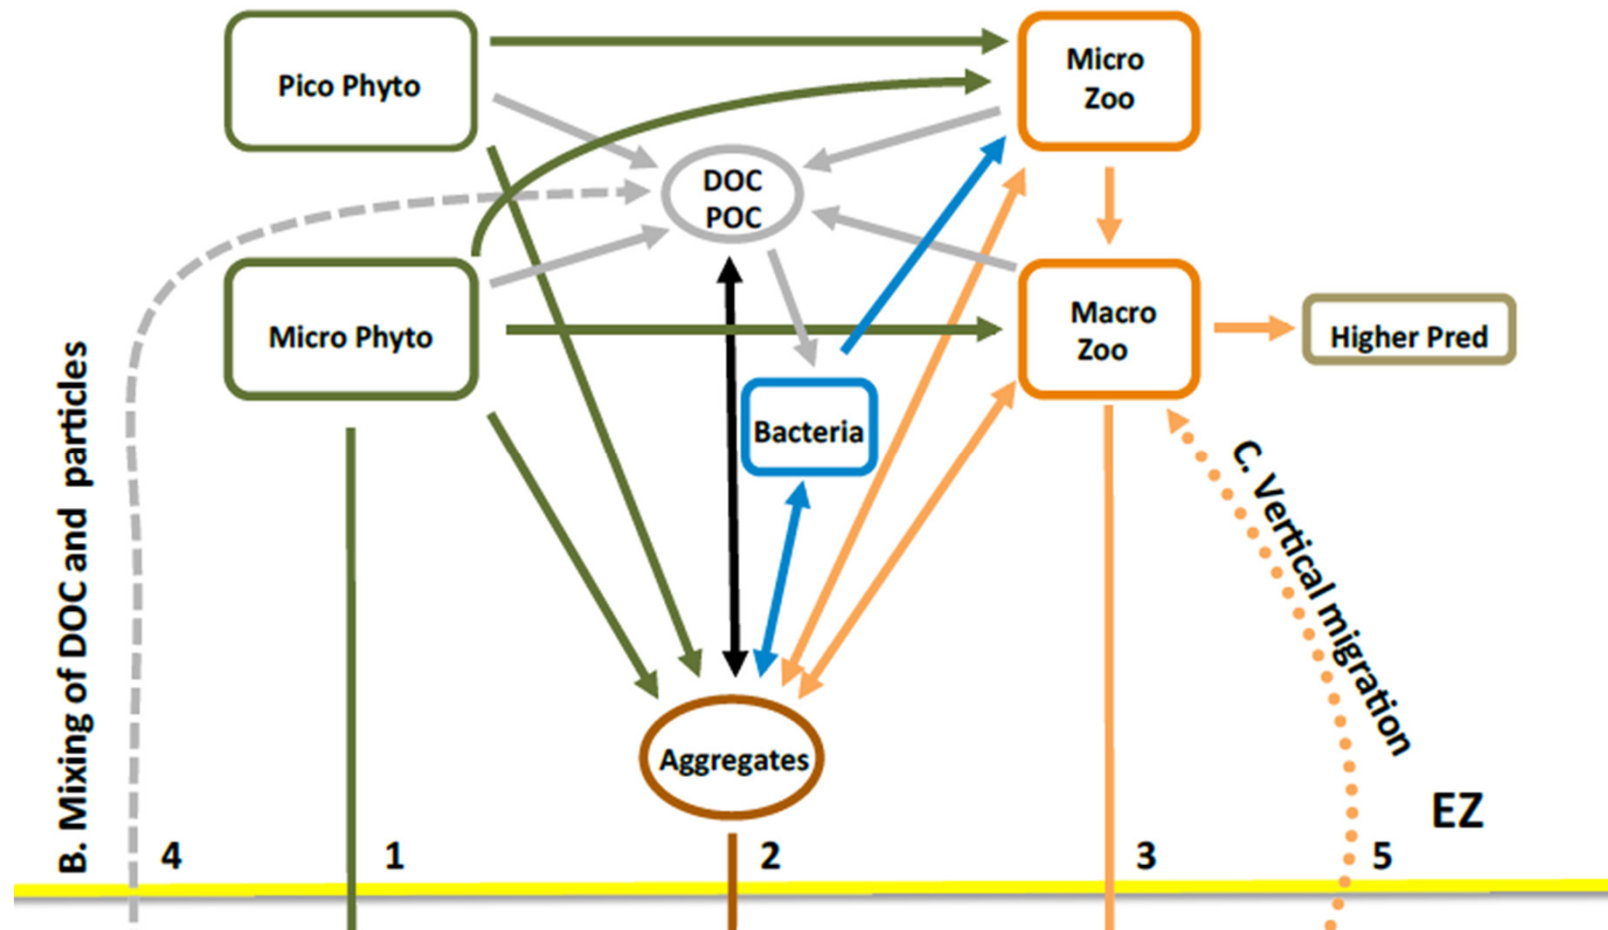 Pico Phyto
Micro
Zoo
DOC
POC
Micro Phyto
Macro
Zoo
Higher Pred
Bacteria
B. Mixing of DOC and particles
C. Vertical migration
Aggregates
EZ
4
1
2
3
5